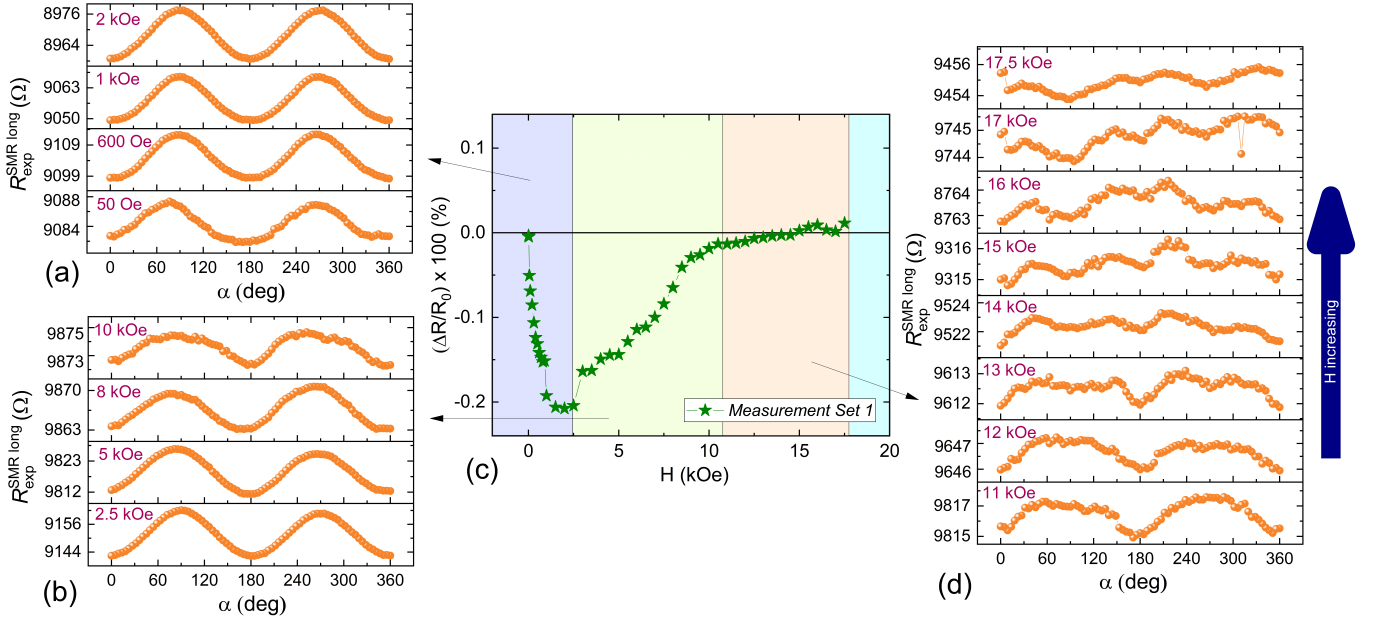 8976
8964
2 kOe
9063
9050
1 kOe
9109
9099
600 Oe
9088
9084
50 Oe
R_exp^SMR long (Ω)
0 60 120 180 240 300 360
(a)
α (deg)
9875
9873
10 kOe
9870
9863
8 kOe
9823
9812
5 kOe
9156
9144
2.5 kOe
R_exp^SMR long (Ω)
0 60 120 180 240 300 360
(b)
α (deg)
0.1
0.0
-0.1
-0.2
(ΔR/R₀) x 100 (%)
Measurement Set 1
0 5 10 15 20
(c)
H (kOe)
9456
9454
17.5 kOe
9745
9744
17 kOe
8764
8763
16 kOe
9316
9315
15 kOe
9524
9522
14 kOe
9613
9612
13 kOe
9647
9646
12 kOe
9817
9815
11 kOe
R_exp^SMR long (Ω)
0 60 120 180 240 300 360
(d)
α (deg)
H increasing